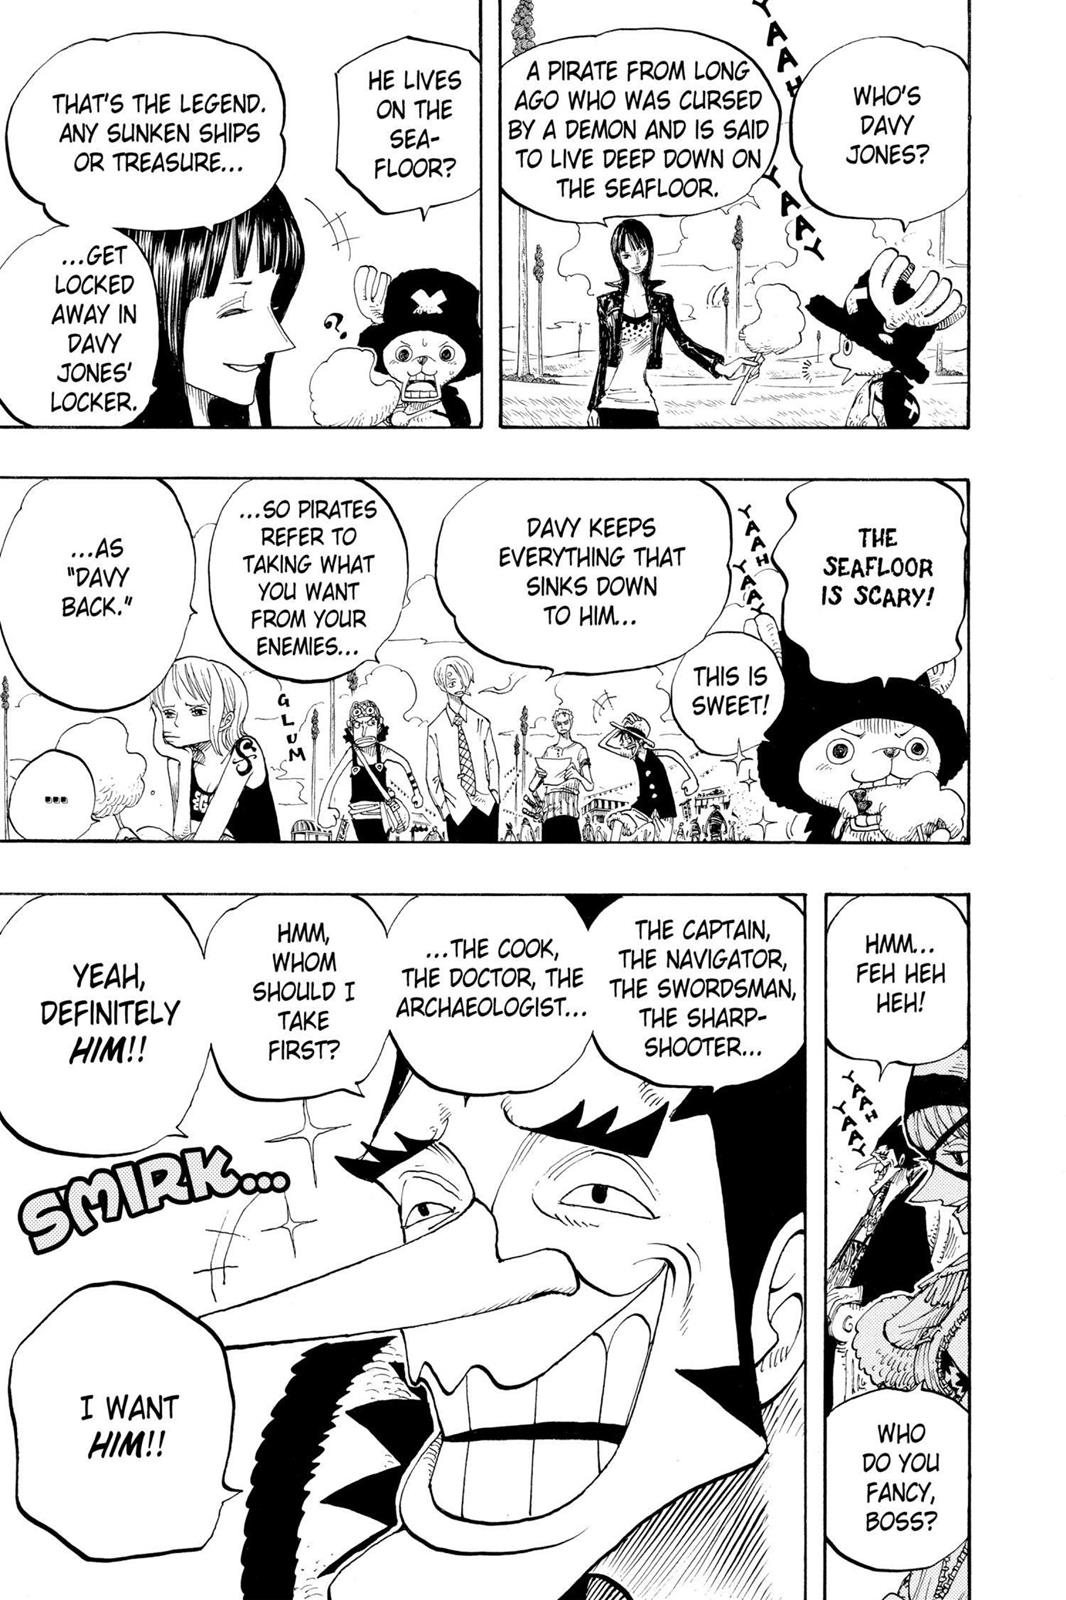 WHO'S
DAVY
JONES?
YAAH
YAAY
A PIRATE FROM LONG
AGO WHO WAS CURSED
BY A DEMON AND IS SAID
TO LIVE DEEP DOWN ON
THE SEAFLOOR.
HE LIVES
ON THE
SEA-
FLOOR?
?
THAT'S THE LEGEND.
ANY SUNKEN SHIPS
OR TREASURE...
...GET
LOCKED
AWAY IN
DAVY
JONES'
LOCKER.
THE
SEAFLOOR
IS SCARY!
YAAH
YAAY
THIS IS
SWEET!
DAVY KEEPS
EVERYTHING THAT
SINKS DOWN
TO HIM...
...SO PIRATES
REFER TO
TAKING WHAT
YOU WANT
FROM YOUR
ENEMIES...
GLUM
...AS
"DAVY
BACK."
...
HMM...
FEH HEH
HEH!
YAAH
YAAY
WHO
DO YOU
FANCY,
BOSS?
THE CAPTAIN,
THE NAVIGATOR,
THE SWORDSMAN,
THE SHARP-
SHOOTER...
...THE COOK,
THE DOCTOR, THE
ARCHAEOLOGIST...
HMM,
WHOM
SHOULD I
TAKE
FIRST?
YEAH,
DEFINITELY
HIM!!
SMIRK...
I WANT
HIM!!